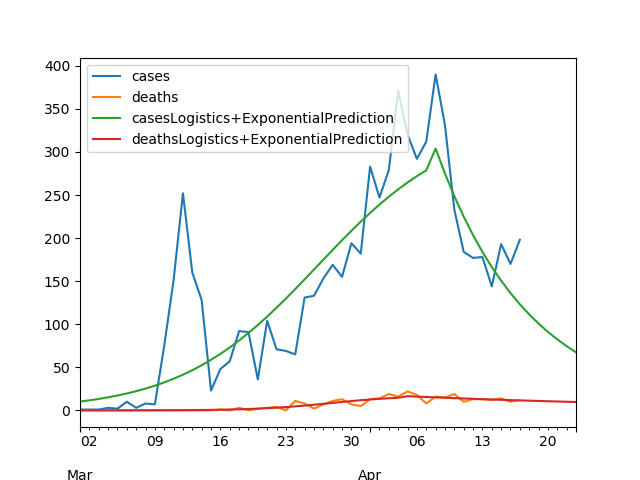 400
350
300
250
200
150
100
50
0
cases
deaths
casesLogistics+ExponentialPrediction
deathsLogistics+ExponentialPrediction
02 09 16 23 30 06 13 20
Mar Apr